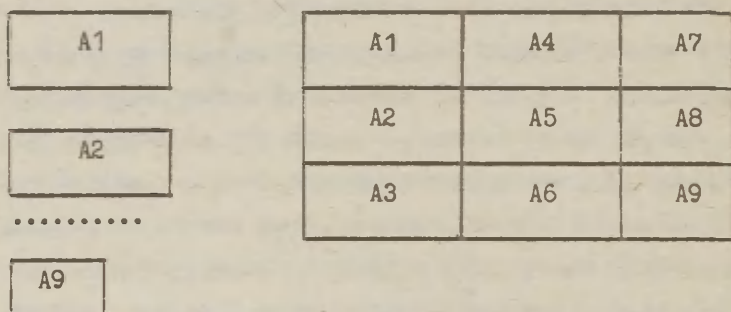 A1
A2
..........
A9
A1 A4 A7
A2 A5 A8
A3 A6 A9